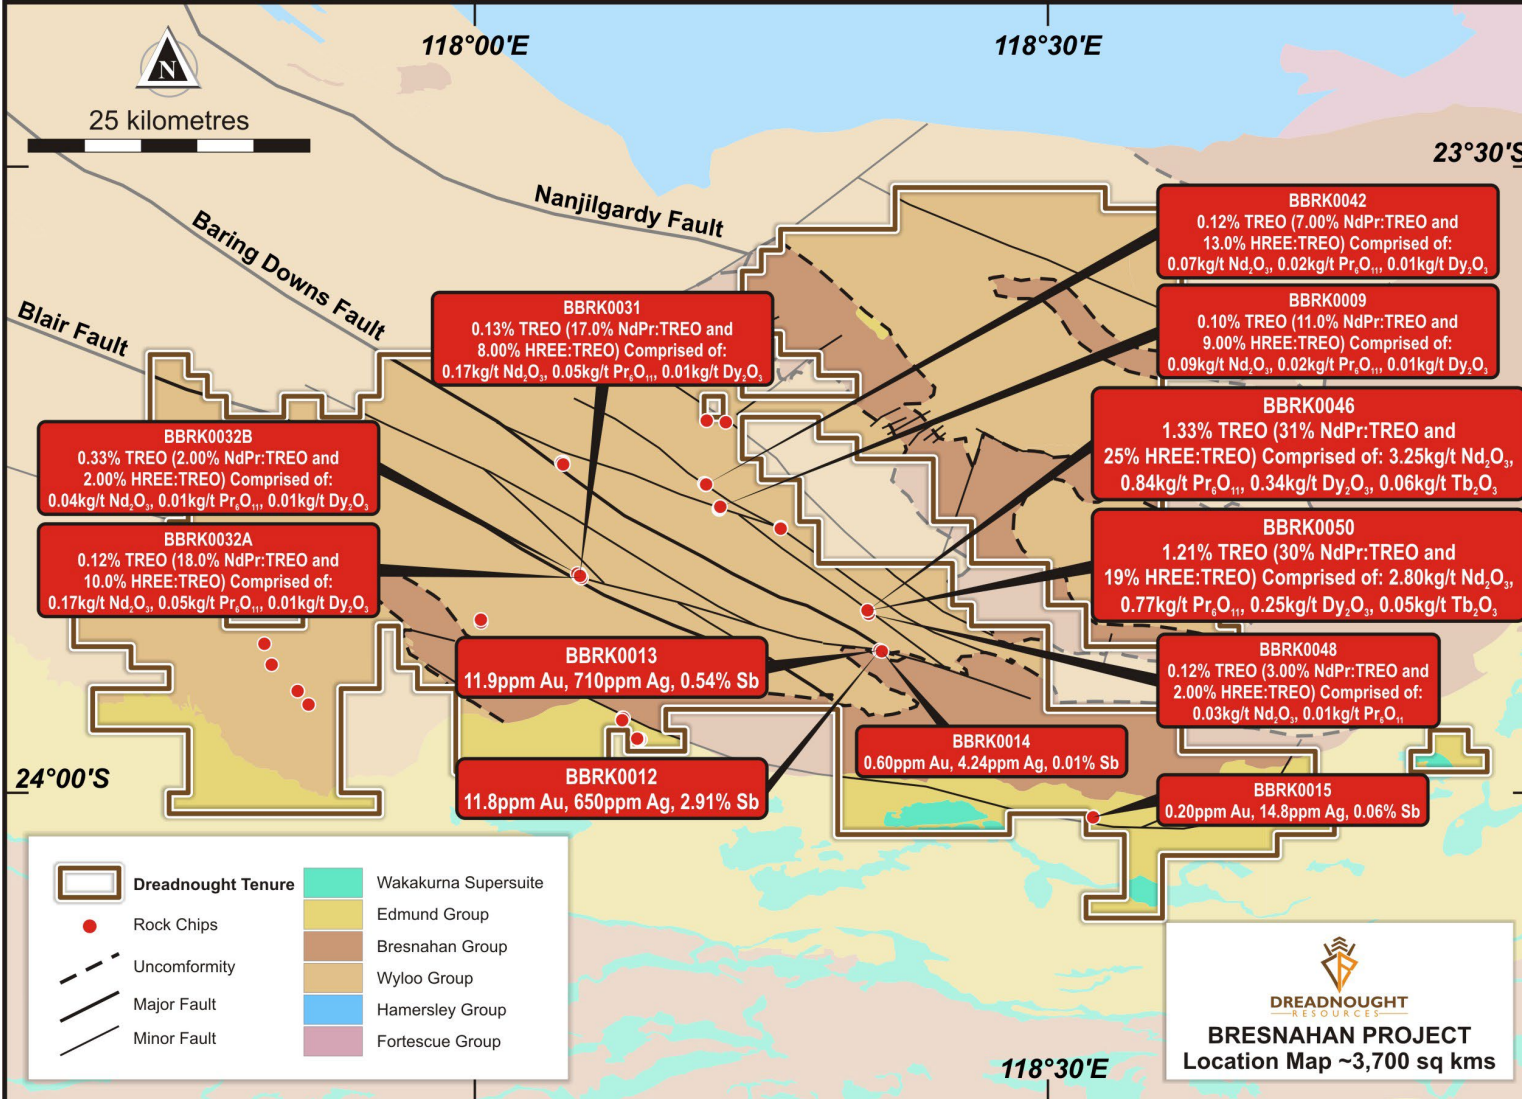 118°00'E
118°30'E
N
25 kilometres
23°30'S
Nanjilgardy Fault
Baring Downs Fault
Blair Fault
BBRK0042
0.12% TREO (7.00% NdPr:TREO and
13.0% HREE:TREO) Comprised of:
0.07kg/t Nd₂O₃, 0.02kg/t Pr₆O₁₁, 0.01kg/t Dy₂O₃
BBRK0009
0.10% TREO (11.0% NdPr:TREO and
9.00% HREE:TREO) Comprised of:
0.09kg/t Nd₂O₃, 0.02kg/t Pr₆O₁₁, 0.01kg/t Dy₂O₃
BBRK0031
0.13% TREO (17.0% NdPr:TREO and
8.00% HREE:TREO) Comprised of:
0.17kg/t Nd₂O₃, 0.05kg/t Pr₆O₁₁, 0.01kg/t Dy₂O₃
BBRK0046
1.33% TREO (31% NdPr:TREO and
25% HREE:TREO) Comprised of: 3.25kg/t Nd₂O₃,
0.84kg/t Pr₆O₁₁, 0.34kg/t Dy₂O₃, 0.06kg/t Tb₂O₃
BBRK0032B
0.33% TREO (2.00% NdPr:TREO and
2.00% HREE:TREO) Comprised of:
0.04kg/t Nd₂O₃, 0.01kg/t Pr₆O₁₁, 0.01kg/t Dy₂O₃
BBRK0032A
0.12% TREO (18.0% NdPr:TREO and
10.0% HREE:TREO) Comprised of:
0.17kg/t Nd₂O₃, 0.05kg/t Pr₆O₁₁, 0.01kg/t Dy₂O₃
BBRK0050
1.21% TREO (30% NdPr:TREO and
19% HREE:TREO) Comprised of: 2.80kg/t Nd₂O₃,
0.77kg/t Pr₆O₁₁, 0.25kg/t Dy₂O₃, 0.05kg/t Tb₂O₃
BBRK0013
11.9ppm Au, 710ppm Ag, 0.54% Sb
BBRK0048
0.12% TREO (3.00% NdPr:TREO and
2.00% HREE:TREO) Comprised of:
0.03kg/t Nd₂O₃, 0.01kg/t Pr₆O₁₁
BBRK0014
0.60ppm Au, 4.24ppm Ag, 0.01% Sb
BBRK0012
11.8ppm Au, 650ppm Ag, 2.91% Sb
BBRK0015
0.20ppm Au, 14.8ppm Ag, 0.06% Sb
24°00'S
Dreadnought Tenure
Rock Chips
Uncomformity
Major Fault
Minor Fault
Wakakurna Supersuite
Edmund Group
Bresnahan Group
Wyloo Group
Hamersley Group
Fortescue Group
118°30'E
DREADNOUGHT
RESOURCES
BRESNAHAN PROJECT
Location Map ~3,700 sq kms